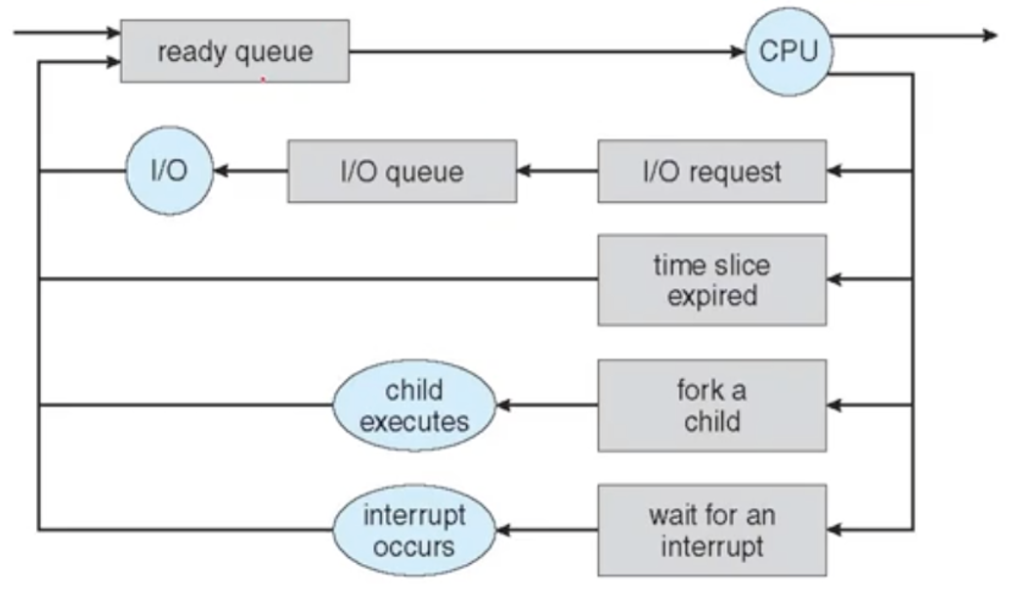 ready queue
CPU
I/O
I/O queue
I/O request
time slice
expired
child
executes
fork a
child
interrupt
occurs
wait for an
interrupt